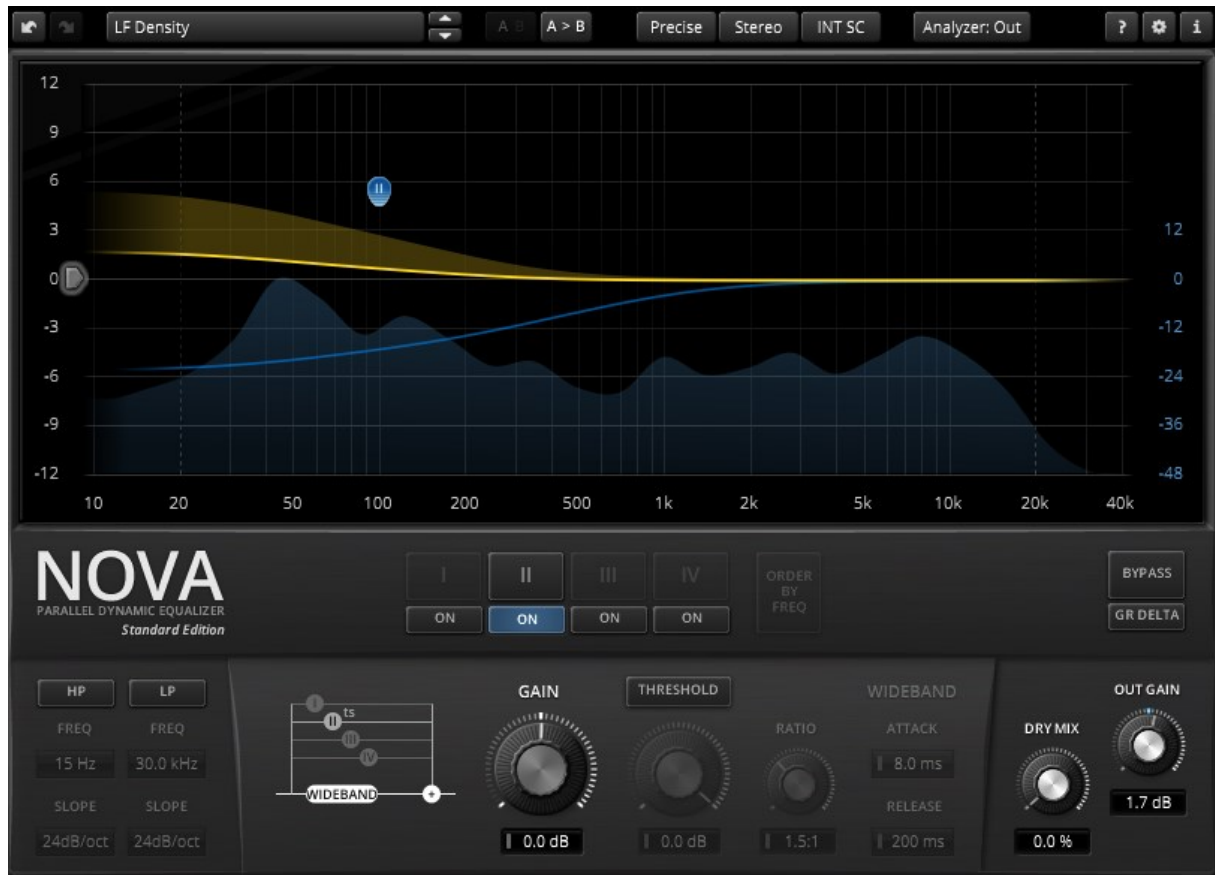 LF Density A B A > B Precise Stereo INT SC Analyzer: Out ? i
12
9
6
3 12
0 0
-3 -12
-6 -24
-9 -36
-12 -48
10 20 50 100 200 500 1k 2k 5k 10k 20k 40k
II
NOVA
PARALLEL DYNAMIC EQUALIZER
Standard Edition
I II III IV
ON ON ON ON
ORDER
BY
FREQ
BYPASS
GR DELTA
HP LP
FREQ FREQ
15 Hz 30.0 kHz
SLOPE SLOPE
24dB/oct 24dB/oct
I
II ts
III
IV
WIDEBAND +
GAIN
0.0 dB
THRESHOLD
0.0 dB
RATIO
1.5:1
WIDEBAND
ATTACK
8.0 ms
RELEASE
200 ms
DRY MIX
0.0 %
OUT GAIN
1.7 dB